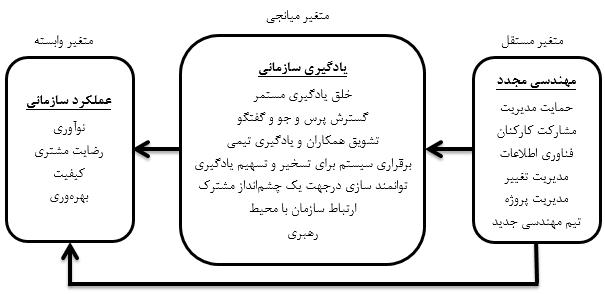 متغیر مستقل
مهندسی مجدد
حمایت مدیریت
مشارکت کارکنان
فناوری اطلاعات
مدیریت تغییر
مدیریت پروژه
تیم مهندسی جدید
متغیر میانجی
یادگیری سازمانی
خلق یادگیری مستمر
گسترش پرس و جو و گفتگو
تشویق همکاران و یادگیری تیمی
برقراری سیستم برای تسخیر و تسهیم یادگیری
توانمند سازی درجهت یک چشم‌انداز مشترک
ارتباط سازمان با محیط
رهبری
متغیر وابسته
عملکرد سازمانی
نوآوری
رضایت مشتری
کیفیت
بهره‌وری